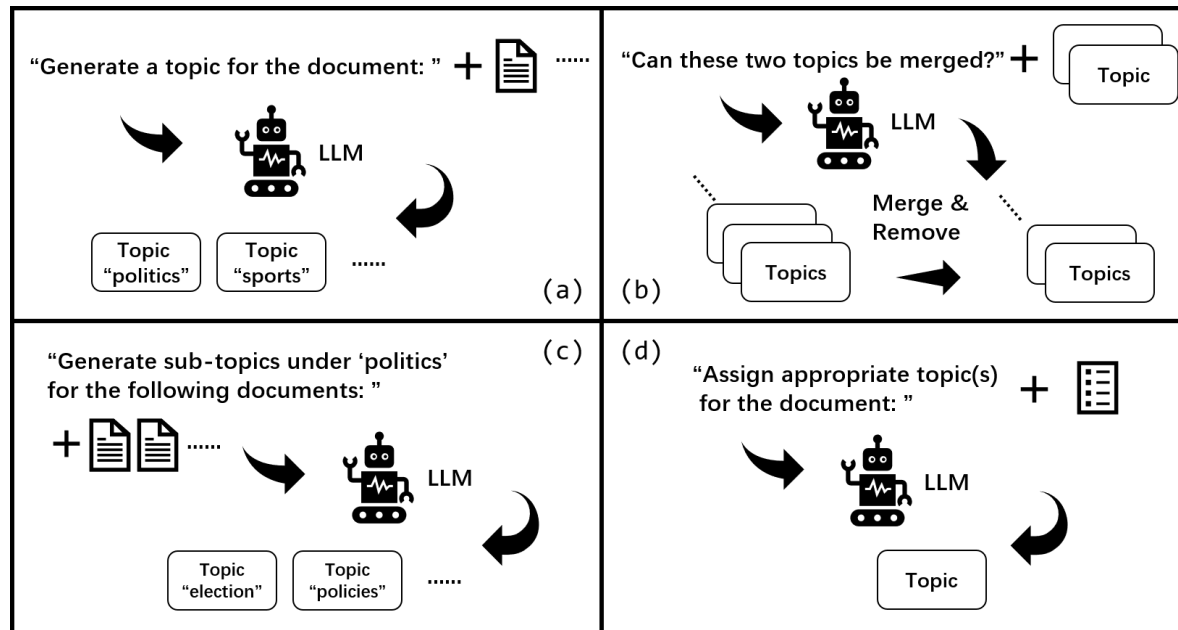 “Generate a topic for the document: ” + ......
LLM
Topic
“politics”
Topic
“sports”
......
(a)
“Can these two topics be merged?” +
Topic
LLM
Merge &
Remove
Topics
Topics
(b)
“Generate sub-topics under ‘politics’
for the following documents: ”
(c)
+ ......
LLM
Topic
“election”
Topic
“policies”
......
(d)
“Assign appropriate topic(s)
for the document: ”
+
LLM
Topic